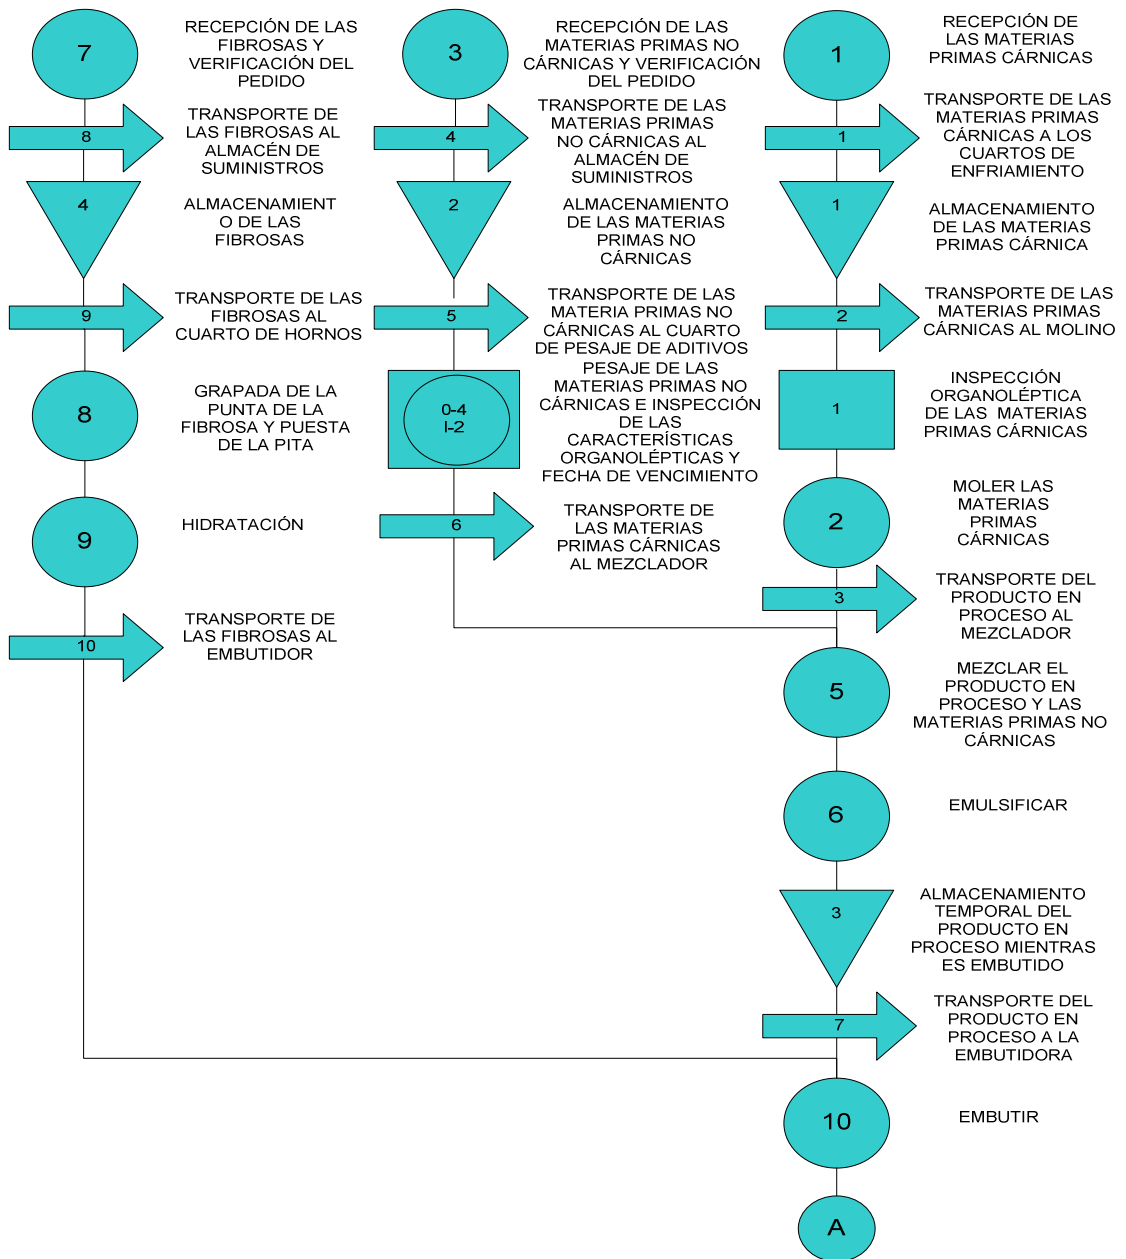 7
RECEPCIÓN DE LAS
FIBROSAS Y
VERIFICACIÓN DEL
PEDIDO
8
TRANSPORTE DE
LAS FIBROSAS AL
ALMACÉN DE
SUMINISTROS
4
ALMACENAMIENT
O DE LAS
FIBROSAS
9
TRANSPORTE DE LAS
FIBROSAS AL
CUARTO DE HORNOS
8
GRAPADA DE LA
PUNTA DE LA
FIBROSA Y PUESTA
DE LA PITA
9
HIDRATACIÓN
10
TRANSPORTE DE
LAS FIBROSAS AL
EMBUTIDOR
3
RECEPCIÓN DE LAS
MATERIAS PRIMAS NO
CÁRNICAS Y VERIFICACIÓN
DEL PEDIDO
4
TRANSPORTE DE LAS
MATERIAS PRIMAS
NO CÁRNICAS AL
ALMACÉN DE
SUMINISTROS
2
ALMACENAMIENTO
DE LAS MATERIAS
PRIMAS NO
CÁRNICAS
5
TRANSPORTE DE LAS
MATERIA PRIMAS NO
CÁRNICAS AL CUARTO
DE PESAJE DE ADITIVOS
0-4
I-2
PESAJE DE LAS
MATERIAS PRIMAS NO
CÁRNICAS E INSPECCIÓN
DE LAS
CARACTERÍSTÍCAS
ORGANOLÉPTICAS Y
FECHA DE VENCIMIENTO
6
TRANSPORTE DE
LAS MATERIAS
PRIMAS CÁRNICAS
AL MEZCLADOR
1
RECEPCIÓN DE
LAS MATERIAS
PRIMAS CÁRNICAS
1
TRANSPORTE DE LAS
MATERIAS PRIMAS
CÁRNICAS A LOS
CUARTOS DE
ENFRIAMIENTO
1
ALMACENAMIENTO
DE LAS MATERIAS
PRIMAS CÁRNICA
2
TRANSPORTE DE LAS
MATERIAS PRIMAS
CÁRNICAS AL MOLINO
1
INSPECCIÓN
ORGANOLÉPTICA
DE LAS MATERIAS
PRIMAS CÁRNICAS
2
MOLER LAS
MATERIAS
PRIMAS
CÁRNICAS
3
TRANSPORTE DEL
PRODUCTO EN
PROCESO AL
MEZCLADOR
5
MEZCLAR EL
PRODUCTO EN
PROCESO Y LAS
MATERIAS PRIMAS NO
CÁRNICAS
6
EMULSIFICAR
3
ALMACENAMIENTO
TEMPORAL DEL
PRODUCTO EN
PROCESO MIENTRAS
ES EMBUTIDO
7
TRANSPORTE DEL
PRODUCTO EN
PROCESO A LA
EMBUTIDORA
10
EMBUTIR
A